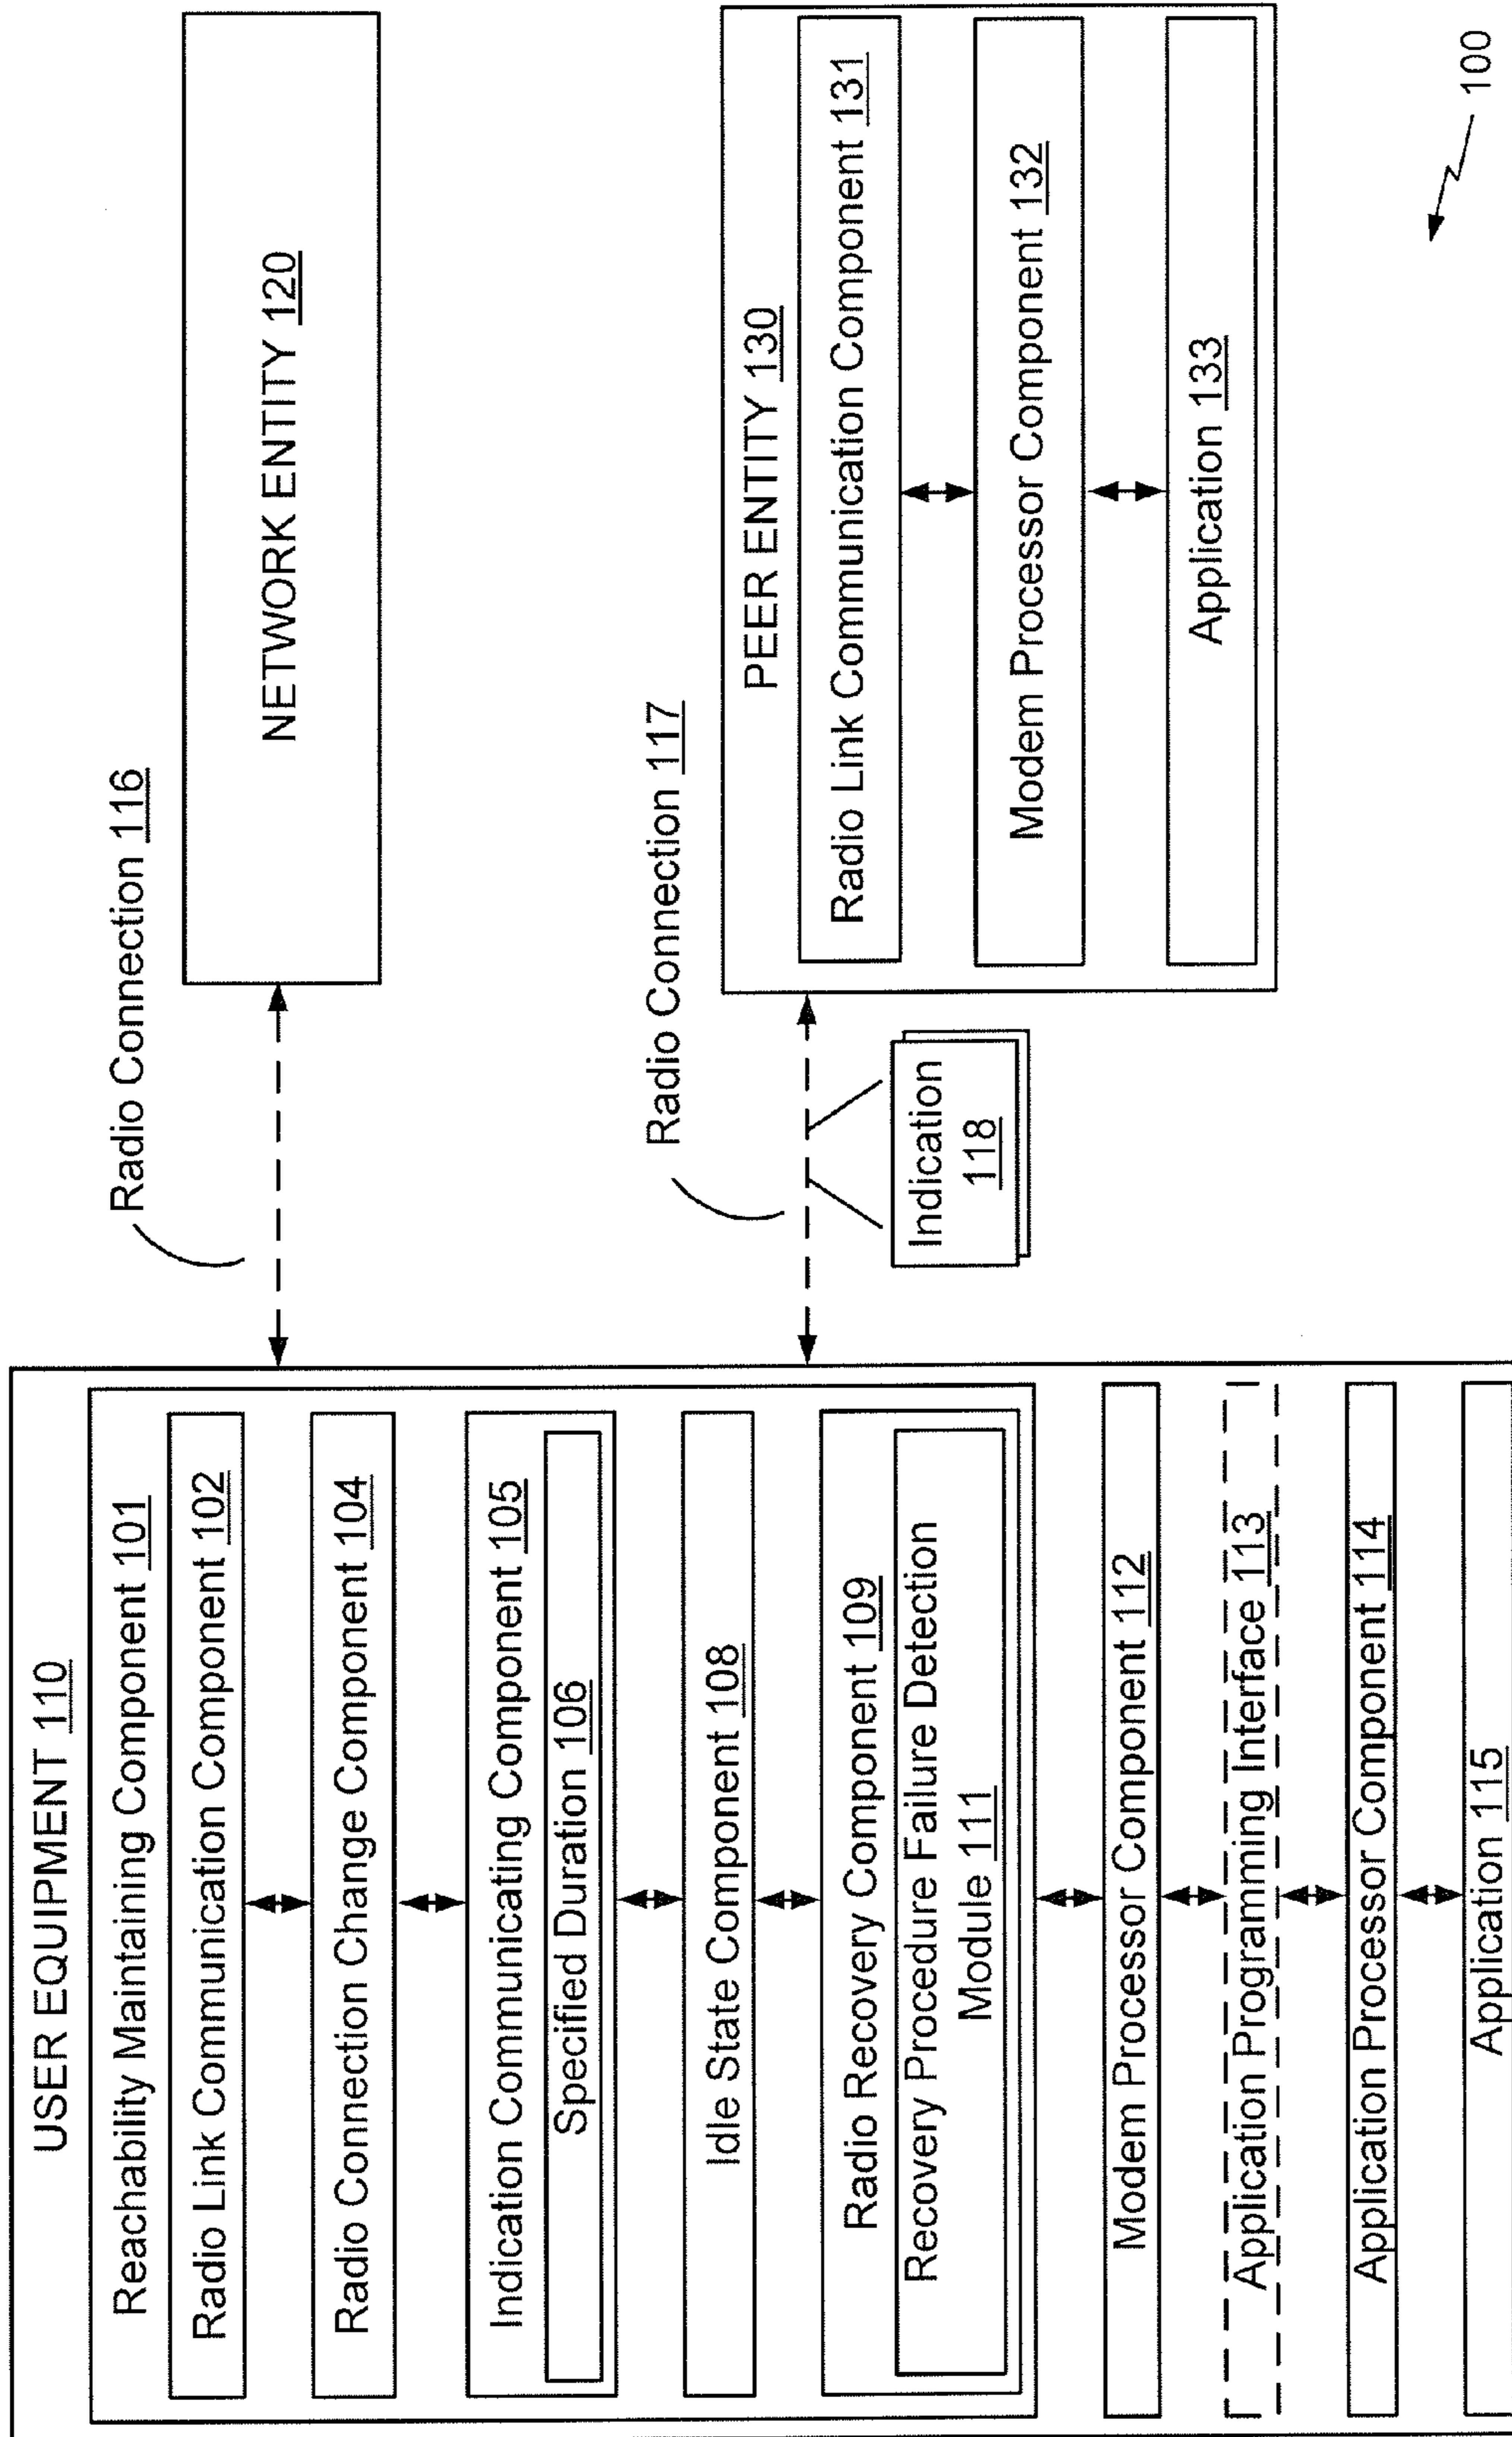 USER EQUIPMENT 110
Reachability Maintaining Component 101
Radio Link Communication Component 102
Radio Connection Change Component 104
Indication Communicating Component 105
Specified Duration 106
Idle State Component 108
Radio Recovery Component 109
Recovery Procedure Failure Detection
Module 111
Modem Processor Component 112
Application Programming Interface 113
Application Processor Component 114
Application 115
Radio Connection 116
Radio Connection 117
Indication
118
NETWORK ENTITY 120
PEER ENTITY 130
Radio Link Communication Component 131
Modem Processor Component 132
Application 133
100